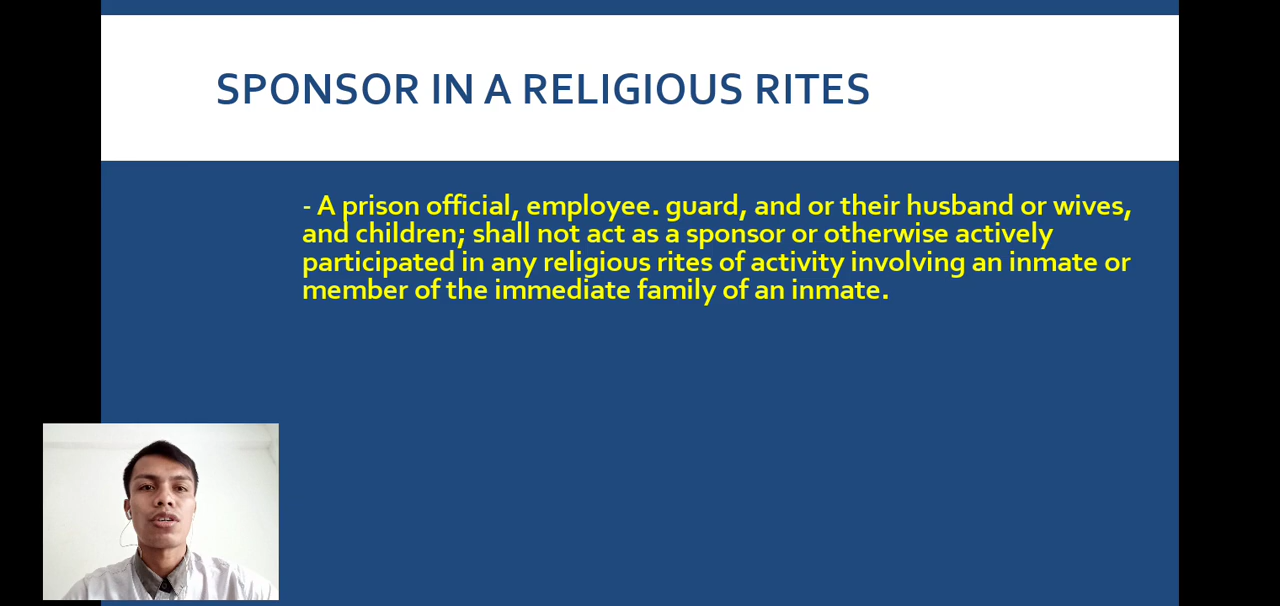 SPONSOR IN A RELIGIOUS RITES
- A prison official, employee. guard, and or their husband or wives,
and children; shall not act as a sponsor or otherwise actively
participated in any religious rites of activity involving an inmate or
member of the immediate family of an inmate.